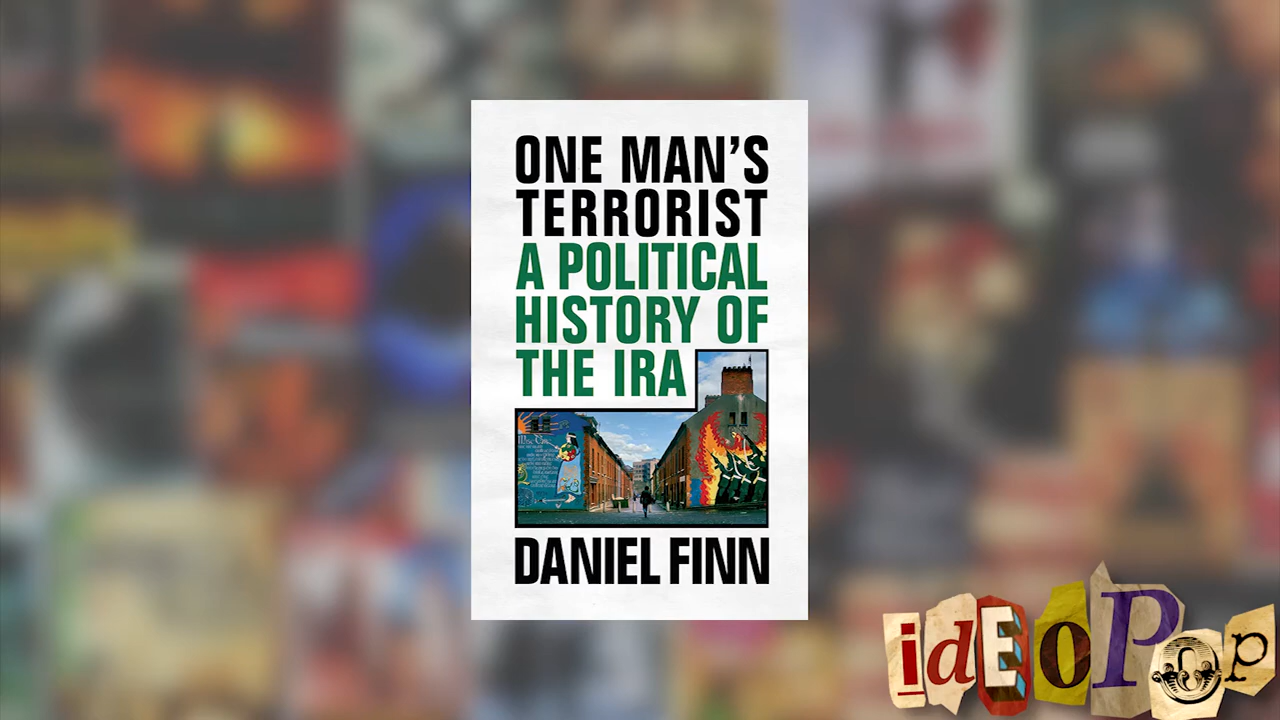 ONE MAN'S
TERRORIST
A POLITICAL
HISTORY OF
THE IRA
DANIEL FINN
idEoPop